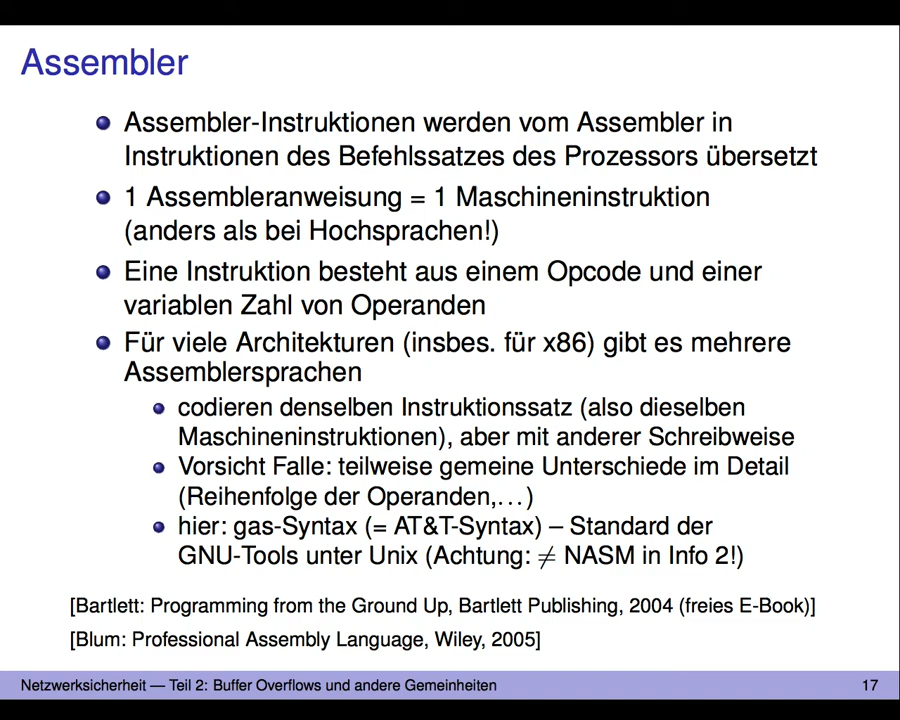 Assembler
Assembler-Instruktionen werden vom Assembler in
Instruktionen des Befehlssatzes des Prozessors übersetzt
1 Assembleranweisung = 1 Maschineninstruktion
(anders als bei Hochsprachen!)
Eine Instruktion besteht aus einem Opcode und einer
variablen Zahl von Operanden
Für viele Architekturen (insbes. für x86) gibt es mehrere
Assemblersprachen
codieren denselben Instruktionssatz (also dieselben
Maschineninstruktionen), aber mit anderer Schreibweise
Vorsicht Falle: teilweise gemeine Unterschiede im Detail
(Reihenfolge der Operanden,...)
hier: gas-Syntax (= AT&T-Syntax) – Standard der
GNU-Tools unter Unix (Achtung: ≠ NASM in Info 2!)
[Bartlett: Programming from the Ground Up, Bartlett Publishing, 2004 (freies E-Book)]
[Blum: Professional Assembly Language, Wiley, 2005]
Netzwerksicherheit — Teil 2: Buffer Overflows und andere Gemeinheiten 17